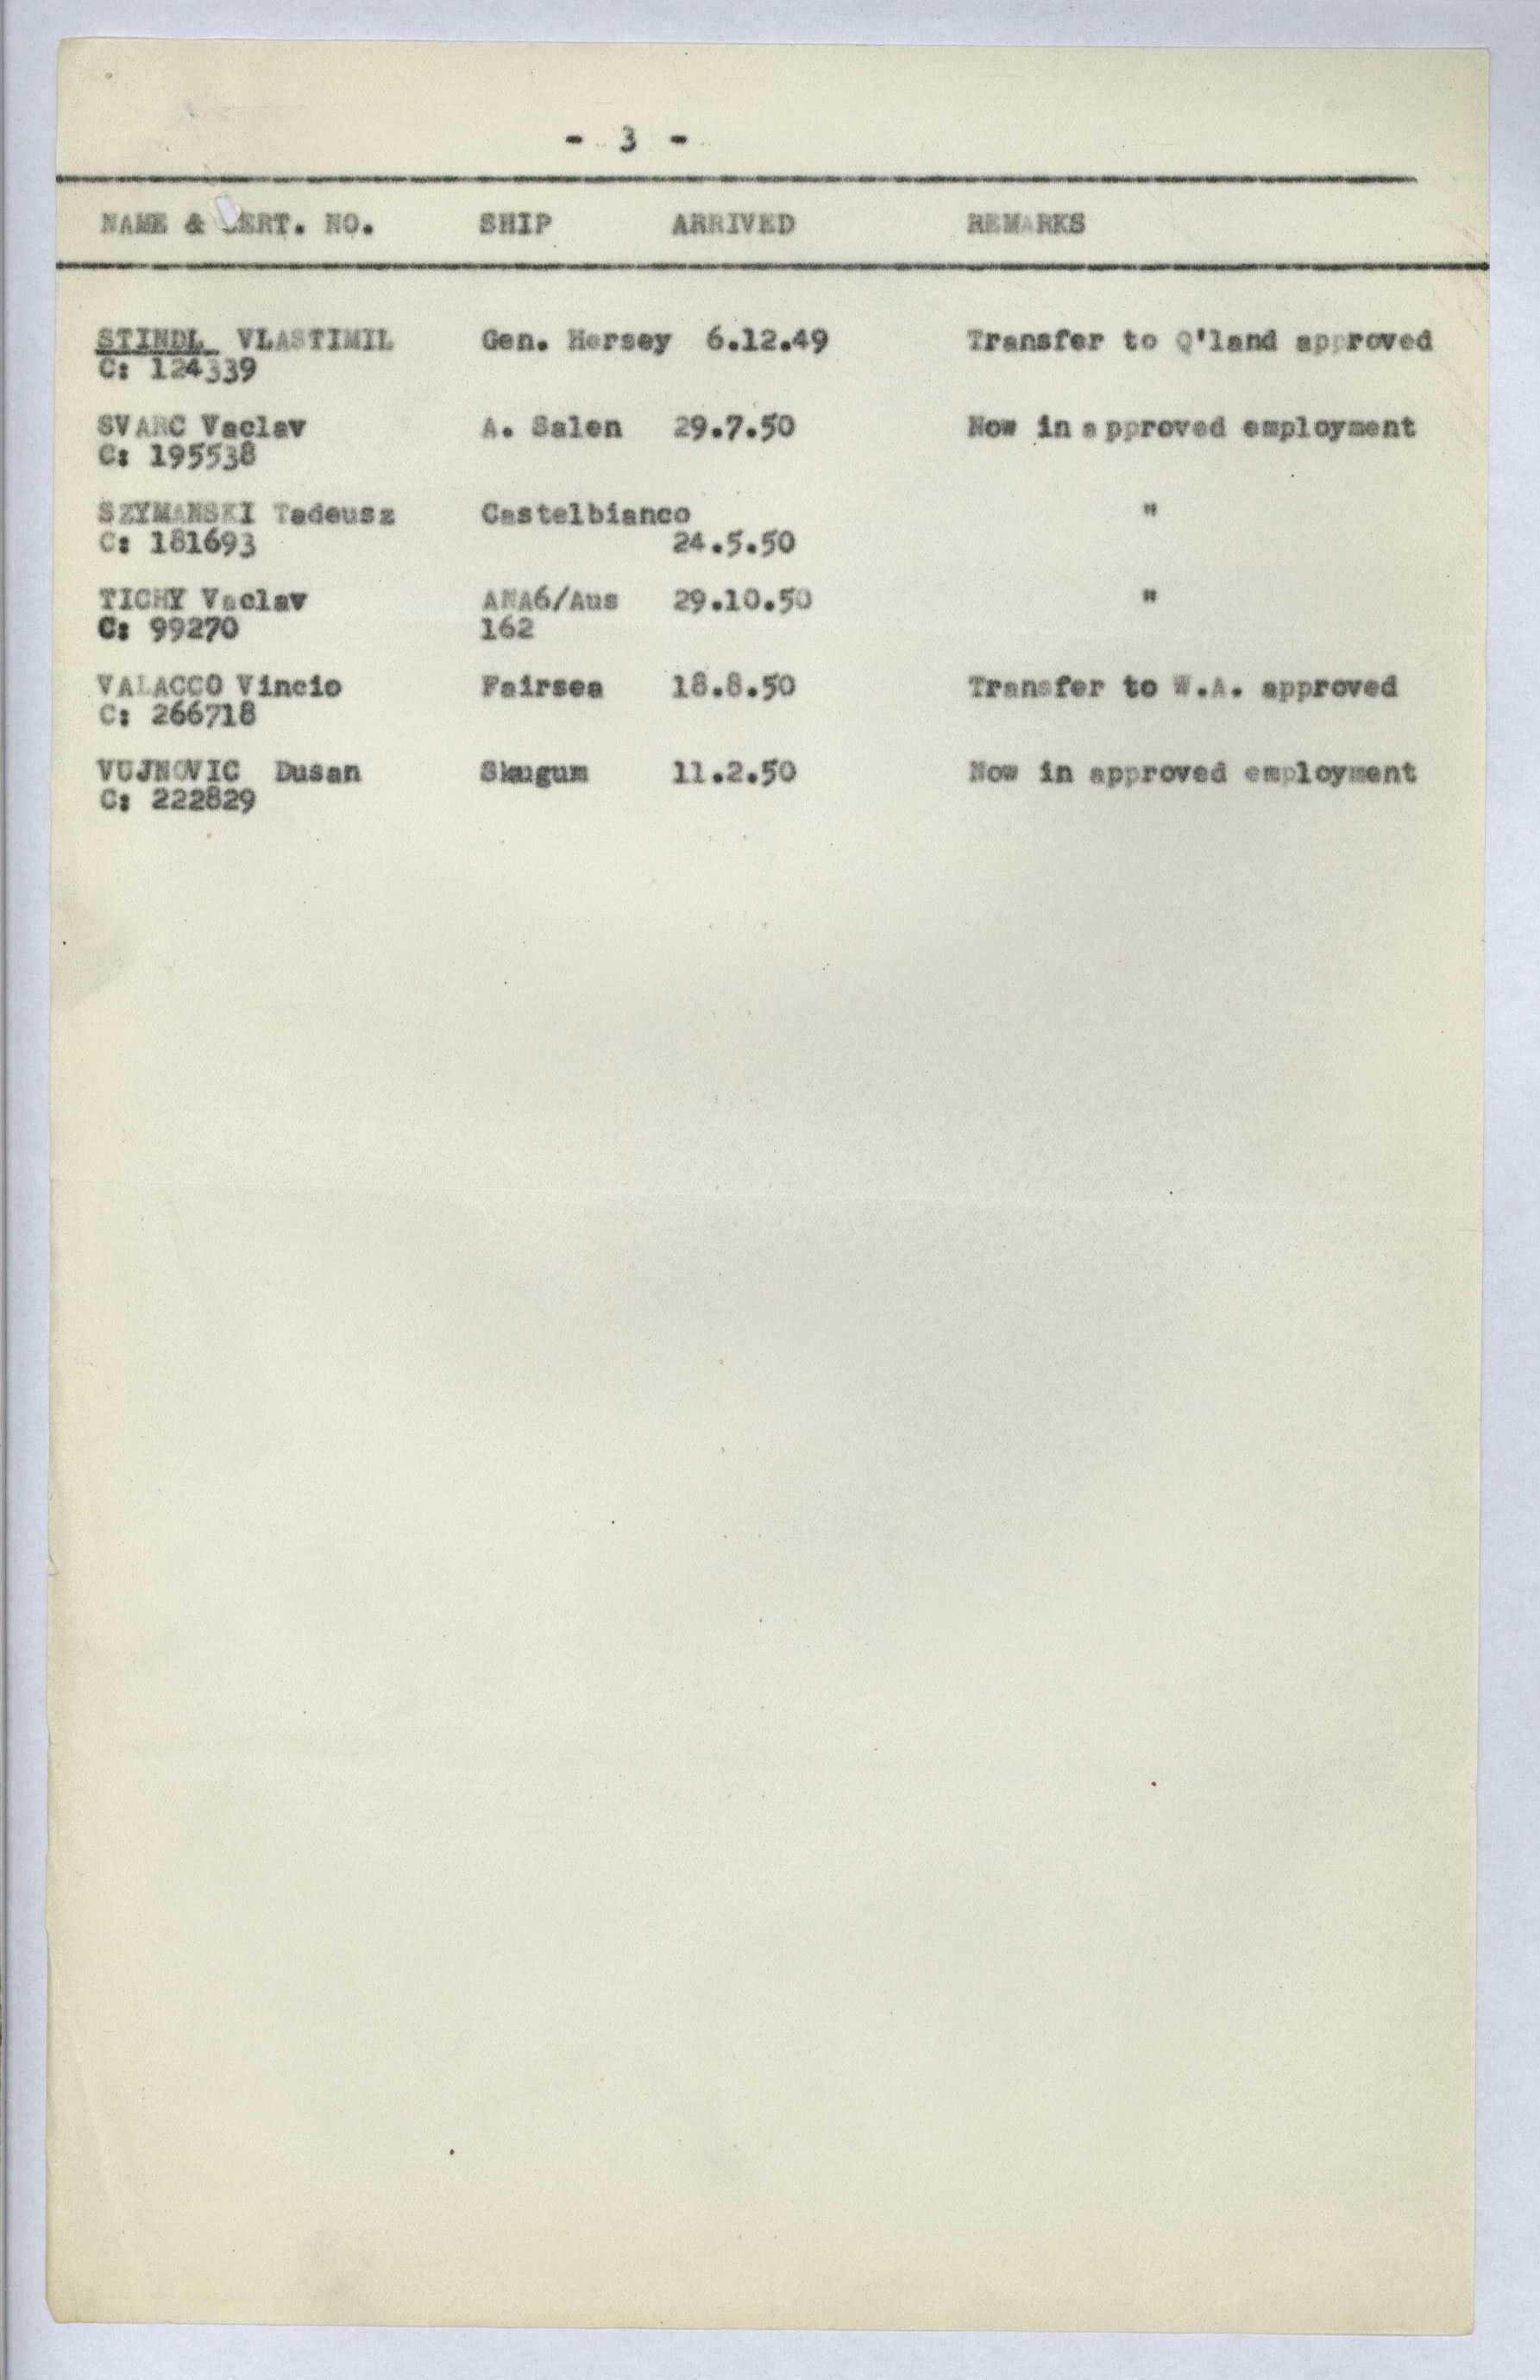 - 3 -
NAME & CERT. NO. SHIP ARRIVED REMARKS
STINDL VLASTIMIL Gen. Hersey 6.12.49 Transfer to Q'land approved
C: 124339
SVARC Vaclav A. Salen 29.7.50 Now in approved employment
C: 195538
SZYMANSKI Tadeusz Castelbianco "
C: 181693 24.5.50
TICHY Vaclav ANA6/Aus 29.10.50 "
C: 99270 162
VALACCO Vincio Fairsea 18.8.50 Transfer to W.A. approved
C: 266718
VUJNOVIC Dusan Skaugum 11.2.50 Now in approved employment
C: 222829